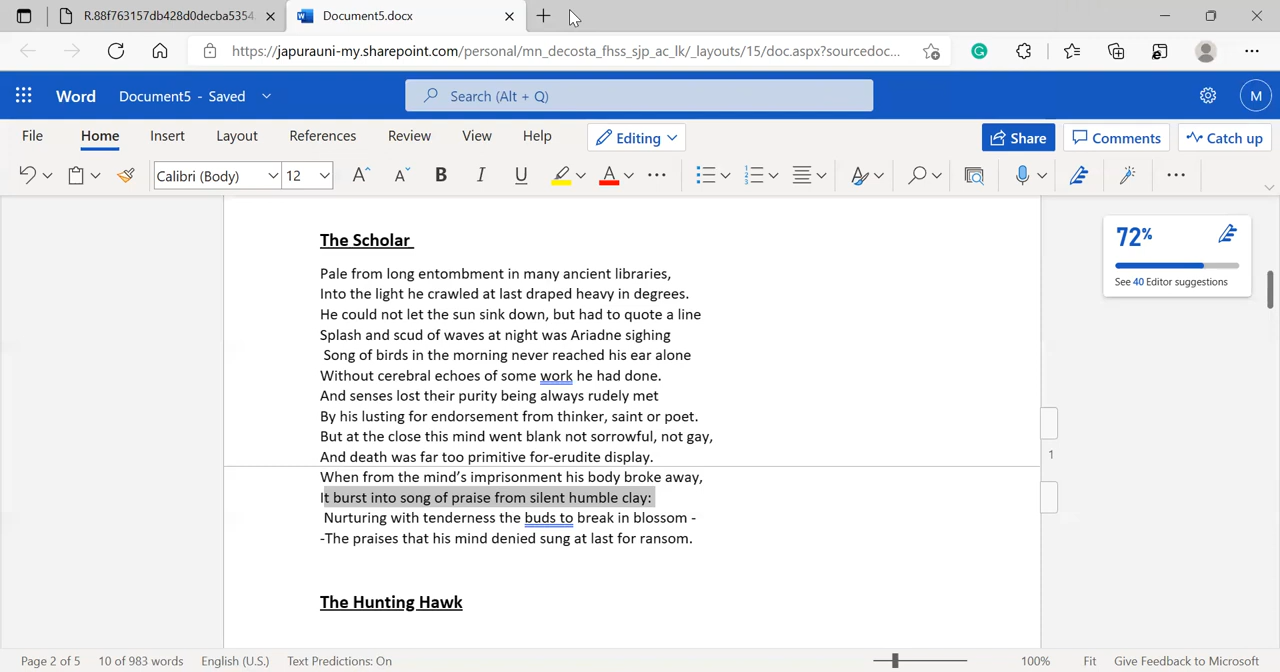 R.88f763157db428d0decba5354
Document5.docx
https://japurauni-my.sharepoint.com/personal/mn_decosta_fhss_sjp_ac_lk/_layouts/15/doc.aspx?sourcedoc...
Word Document5 - Saved Search (Alt + Q) M
File Home Insert Layout References Review View Help Editing Share Comments Catch up
Calibri (Body) 12 A A B I U A
The Scholar
72%
See 40 Editor suggestions
Pale from long entombment in many ancient libraries,
Into the light he crawled at last draped heavy in degrees.
He could not let the sun sink down, but had to quote a line
Splash and scud of waves at night was Ariadne sighing
Song of birds in the morning never reached his ear alone
Without cerebral echoes of some work he had done.
And senses lost their purity being always rudely met
By his lusting for endorsement from thinker, saint or poet.
But at the close this mind went blank not sorrowful, not gay,
And death was far too primitive for-erudite display.
1
When from the mind's imprisonment his body broke away,
It burst into song of praise from silent humble clay:
Nurturing with tenderness the buds to break in blossom -
-The praises that his mind denied sung at last for ransom.
The Hunting Hawk
Page 2 of 5 10 of 983 words English (U.S.) Text Predictions: On 100% Fit Give Feedback to Microsoft